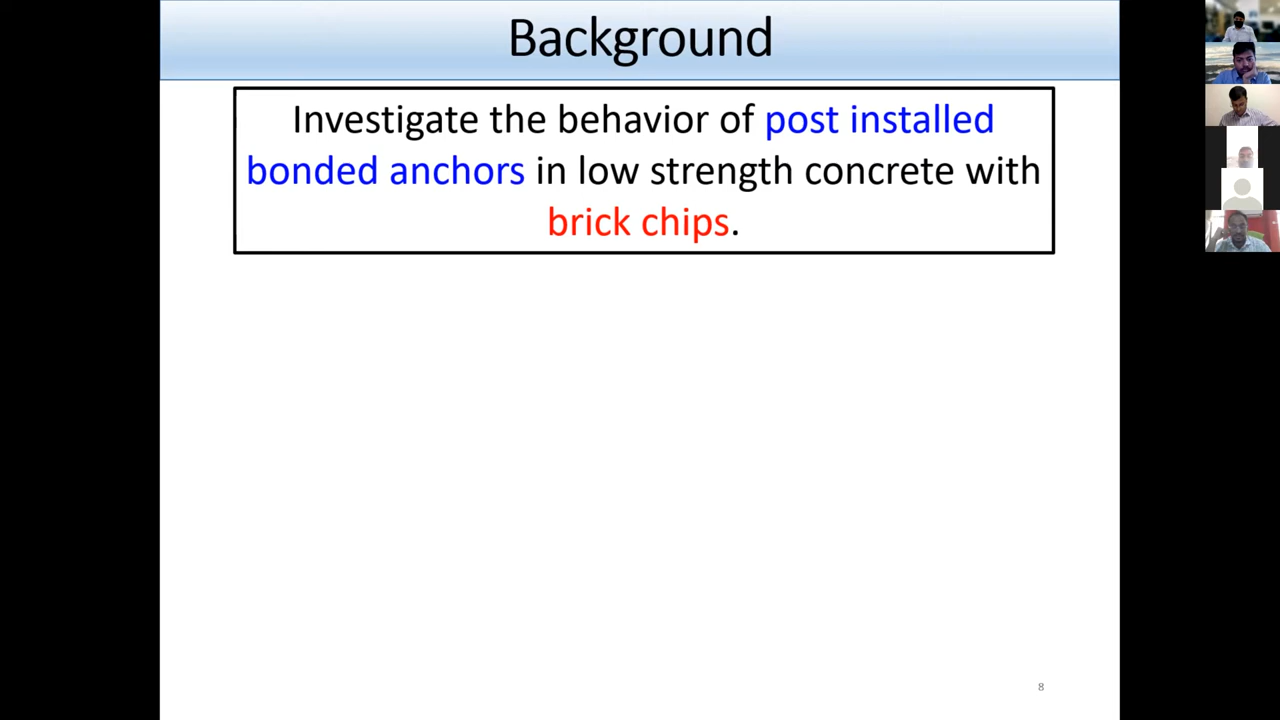 Background
Investigate the behavior of post installed
bonded anchors in low strength concrete with
brick chips.
8